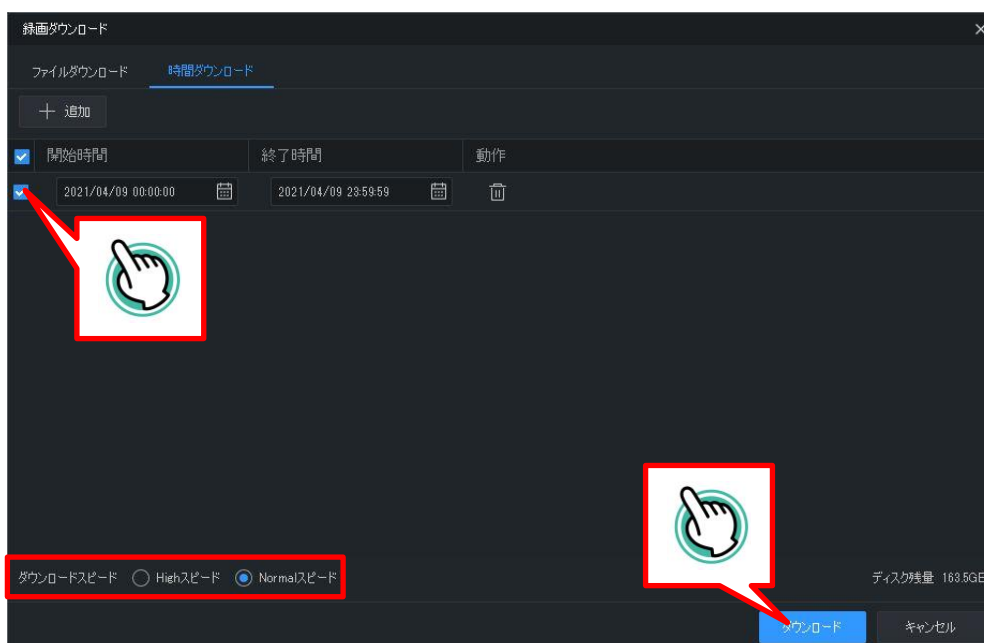 録画ダウンロード
ファイルダウンロード 時間ダウンロード
追加
開始時間 終了時間 動作
2021/04/09 00:00:00 2021/04/09 23:59:59
ダウンロードスピード Highスピード Normalスピード ディスク残量 163.5GB
ダウンロード キャンセル